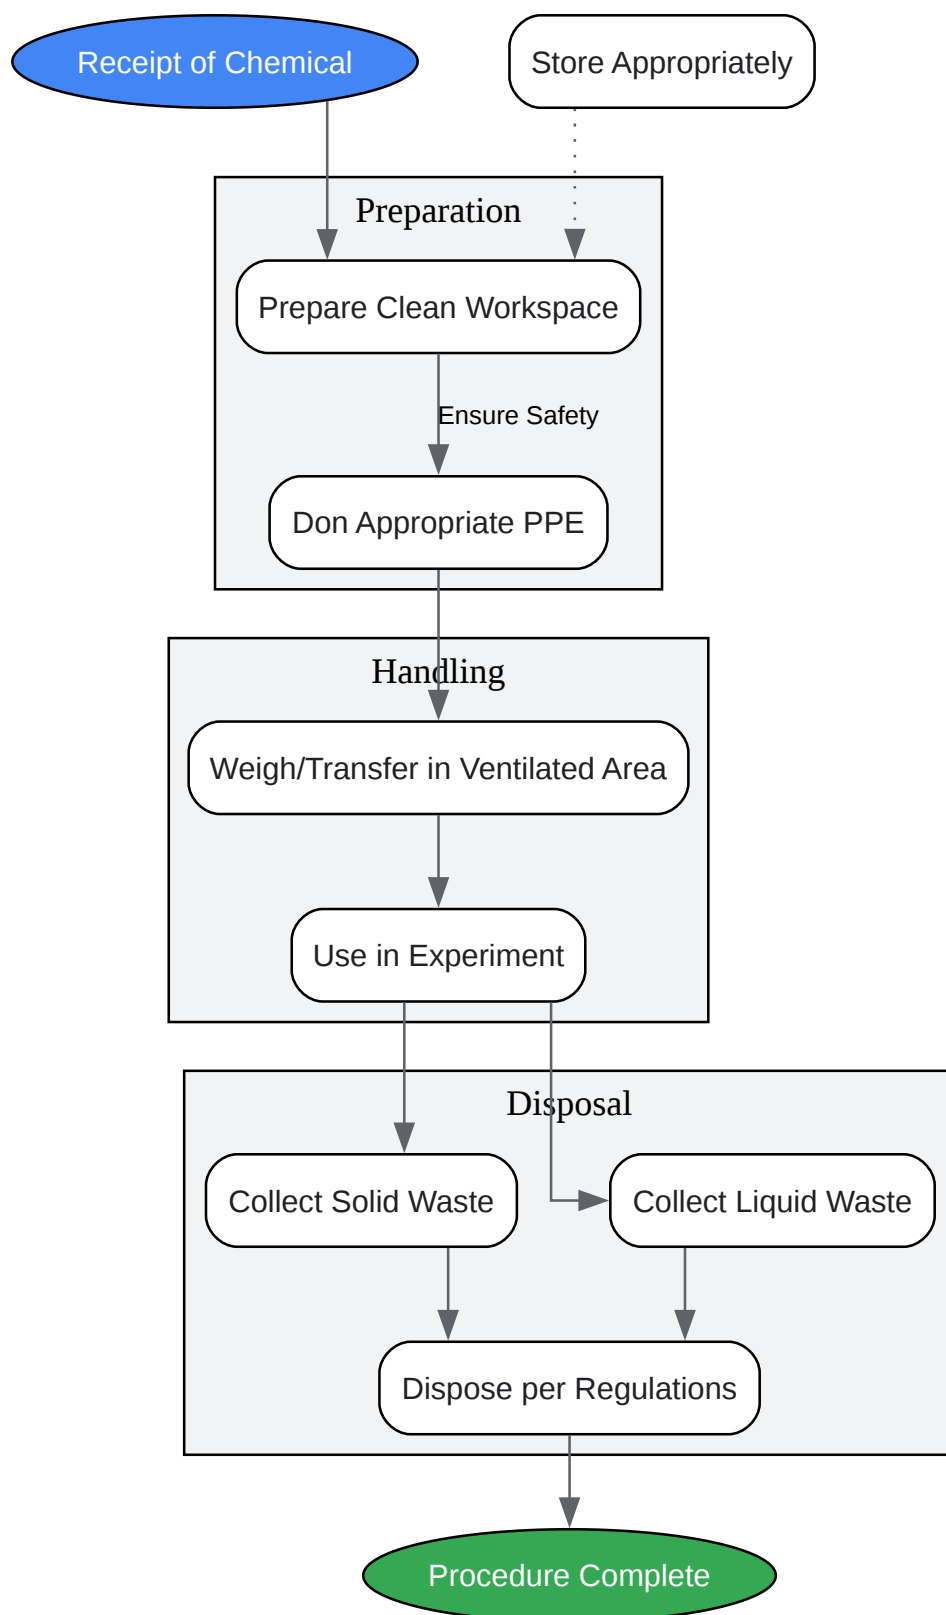 Receipt of Chemical
Store Appropriately
Preparation
Prepare Clean Workspace
Ensure Safety
Don Appropriate PPE
Handling
Weigh/Transfer in Ventilated Area
Use in Experiment
Disposal
Collect Solid Waste
Collect Liquid Waste
Dispose per Regulations
Procedure Complete